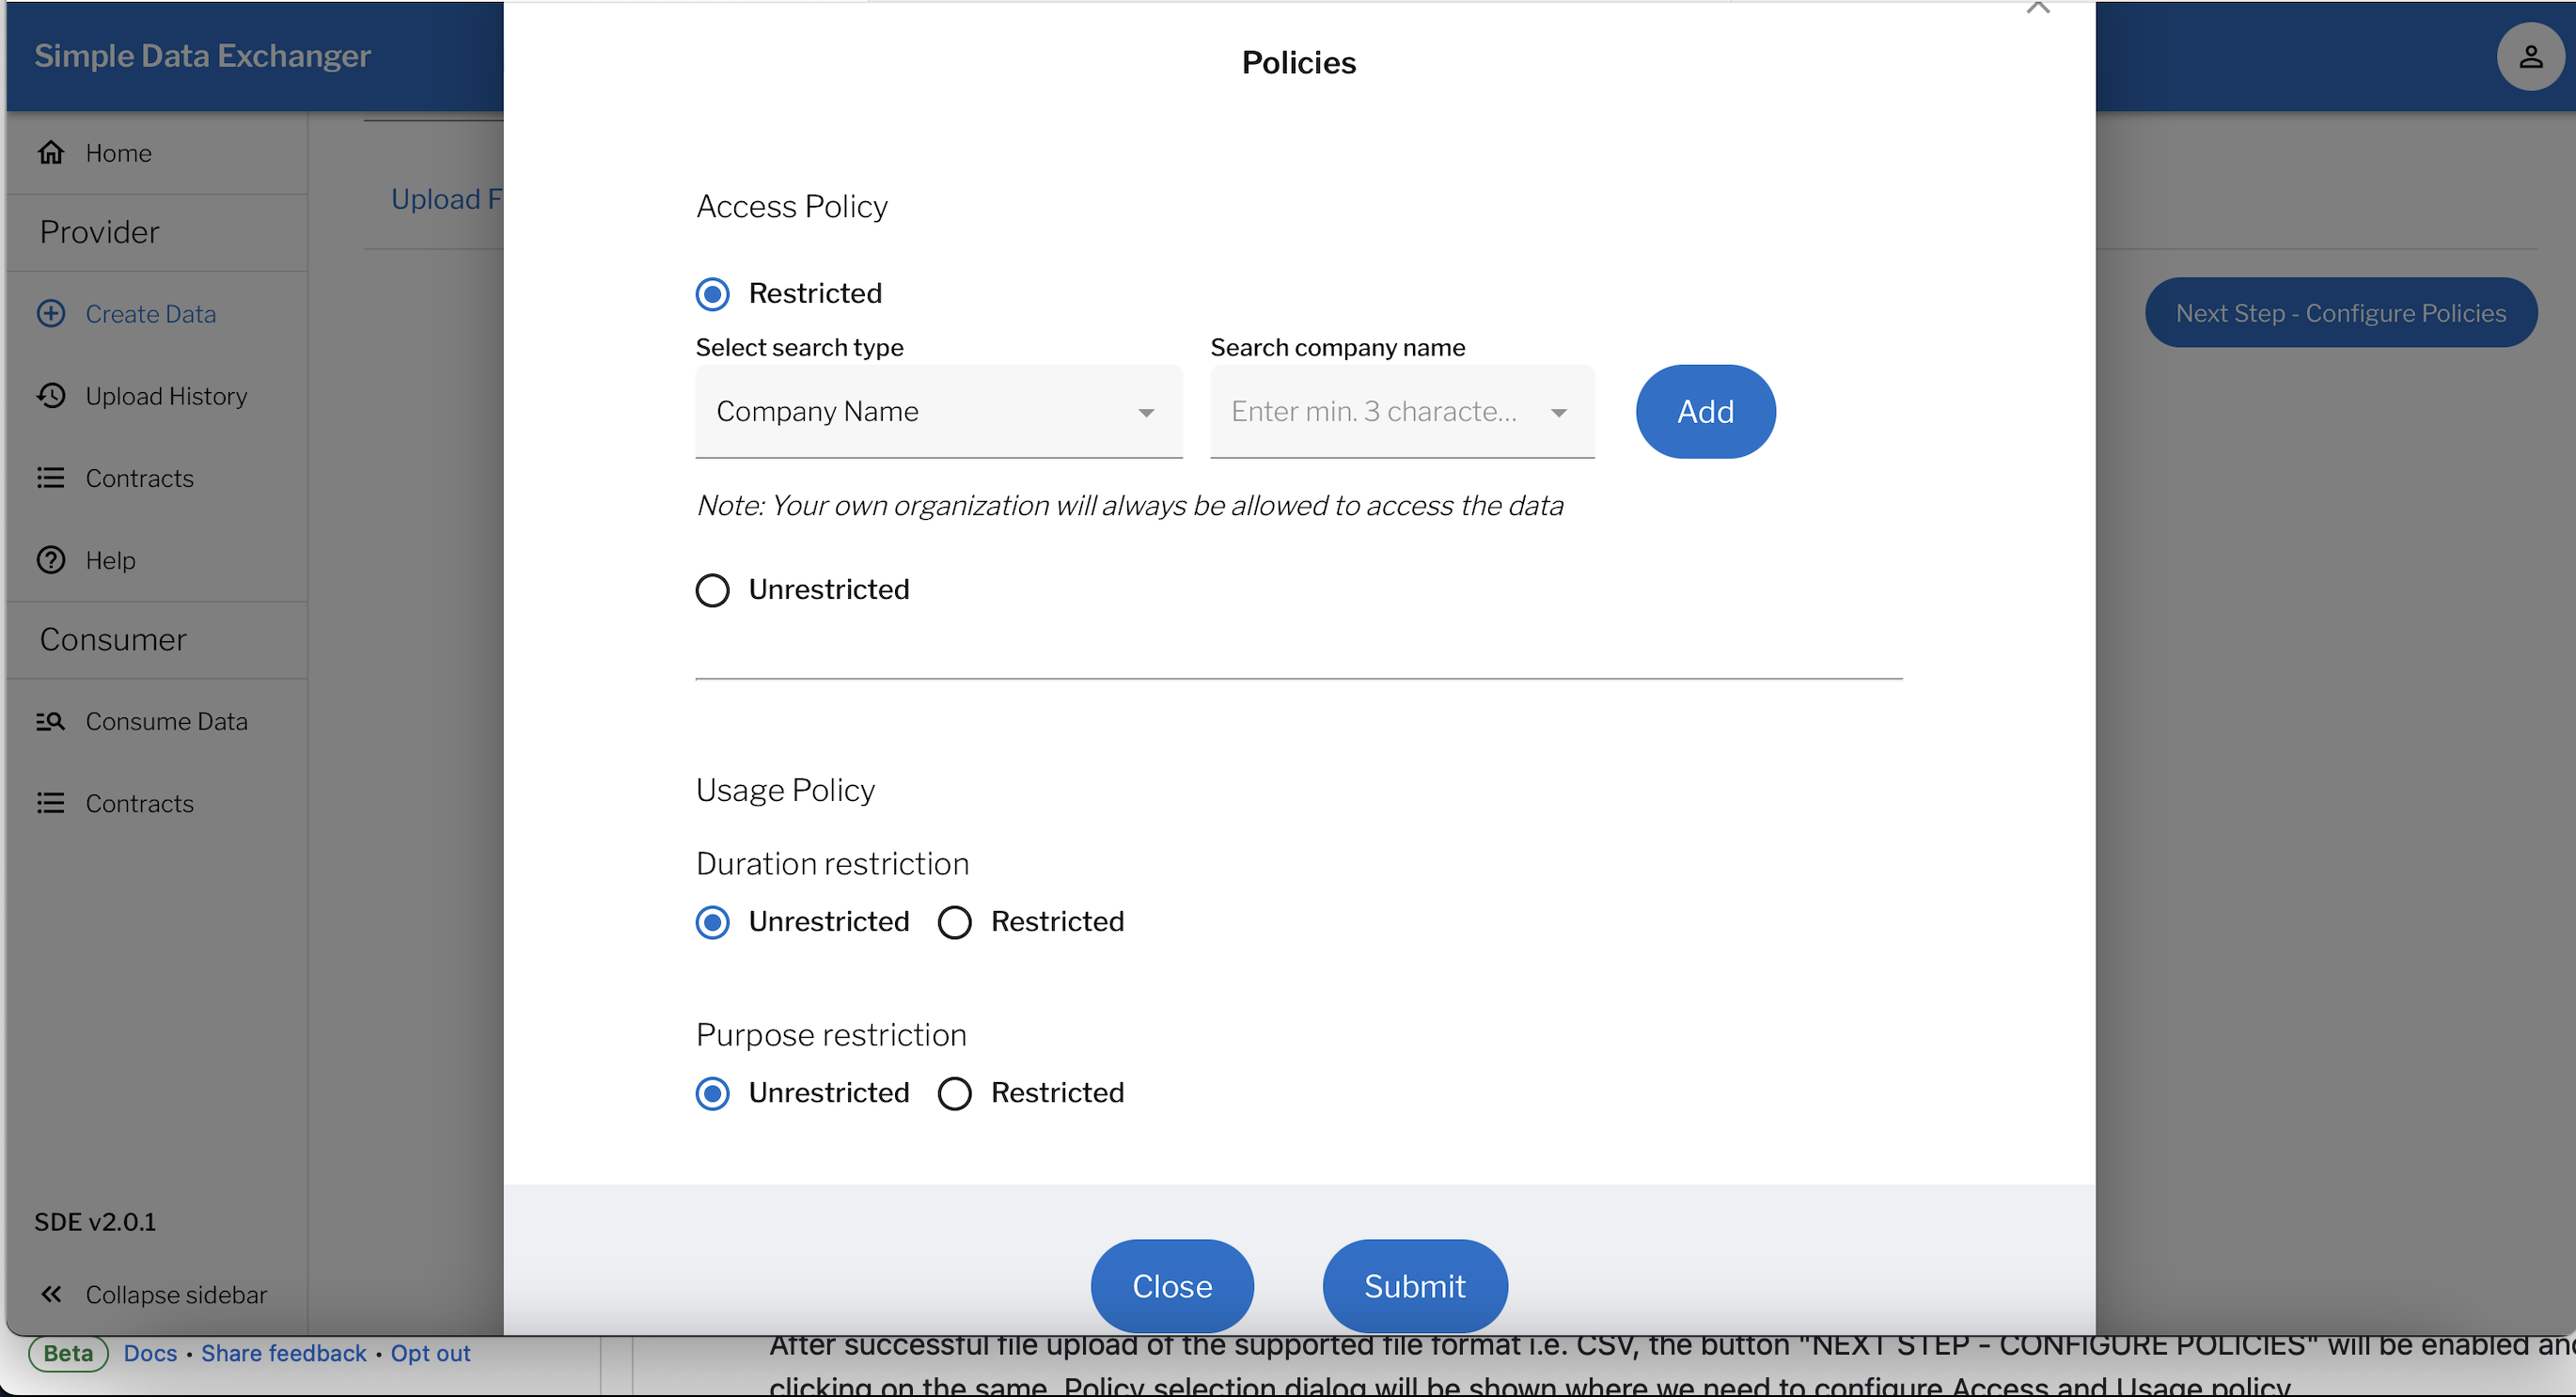 Simple Data Exchanger
Home
Provider
Create Data
Upload History
Contracts
Help
Consumer
Consume Data
Contracts
SDE v2.0.1
Collapse sidebar
Upload F
Next Step - Configure Policies
Policies
Access Policy
Restricted
Select search type
Search company name
Company Name
Enter min. 3 characte...
Add
Note: Your own organization will always be allowed to access the data
Unrestricted
Usage Policy
Duration restriction
Unrestricted Restricted
Purpose restriction
Unrestricted Restricted
Close Submit
Beta Docs • Share feedback • Opt out
After successful file upload of the supported file format i.e. CSV, the button "NEXT STEP - CONFIGURE POLICIES" will be enabled and
clicking on the same, Policy selection dialog will be shown where we need to configure Access and Usage policy